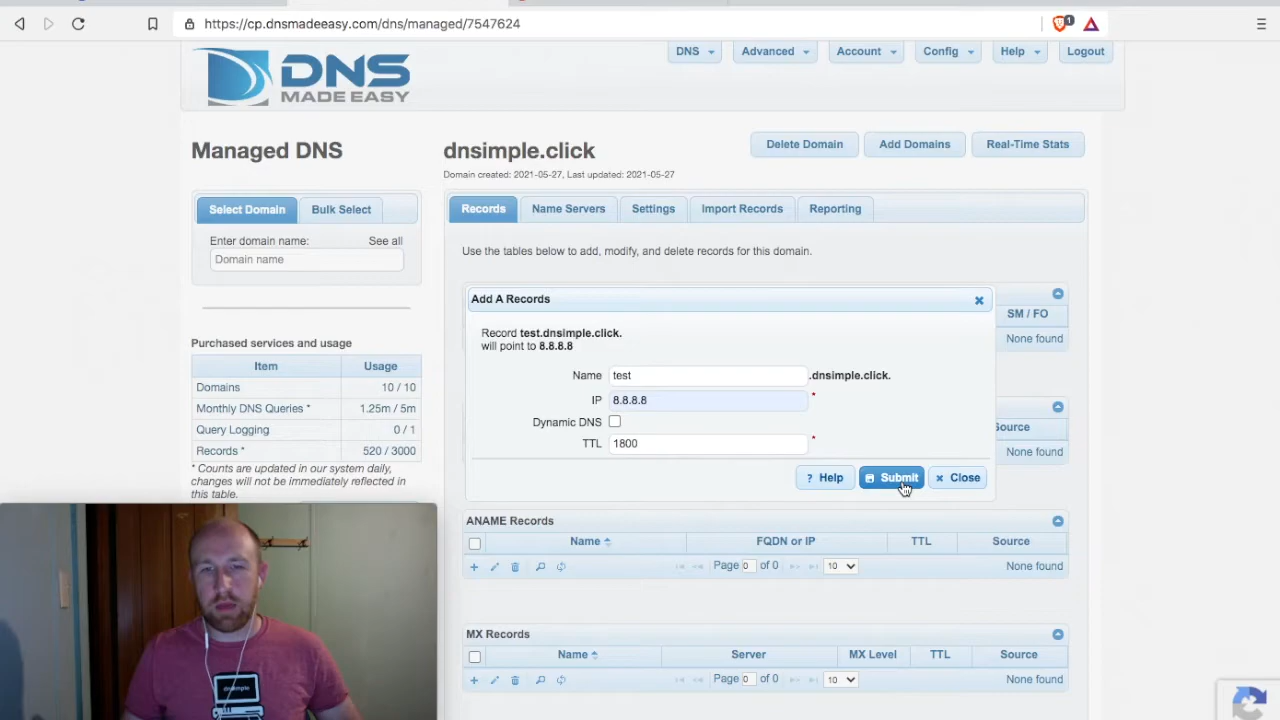 https://cp.dnsmadeeasy.com/dns/managed/7547624
1
DNS
MADE EASY
DNS Advanced Account Config Help Logout
Managed DNS
dnsimple.click
Delete Domain Add Domains Real-Time Stats
Domain created: 2021-05-27, Last updated: 2021-05-27
Select Domain Bulk Select
Enter domain name: See all
Domain name
Records Name Servers Settings Import Records Reporting
Use the tables below to add, modify, and delete records for this domain.
Purchased services and usage
Item Usage
Domains 10 / 10
Monthly DNS Queries * 1.25m / 5m
Query Logging 0 / 1
Records * 520 / 3000
* Counts are updated in our system daily,
changes will not be immediately reflected in
this table.
Add A Records
Record test.dnsimple.click.
will point to 8.8.8.8
Name test .dnsimple.click.
IP 8.8.8.8 *
Dynamic DNS
TTL 1800 *
? Help Submit Close
SM / FO
None found
Source
None found
ANAME Records
Name FQDN or IP TTL Source
Page 0 of 0 10 None found
MX Records
Name Server MX Level TTL Source
Page 0 of 0 10 None found
dnsimple